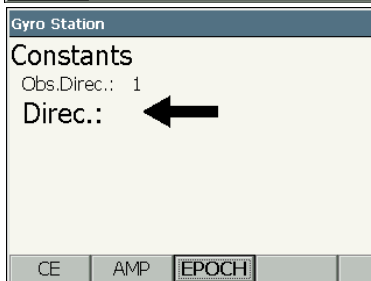 Gyro Station
Constants
Obs.Direc.: 1
Direc.:
CE AMP EPOCH